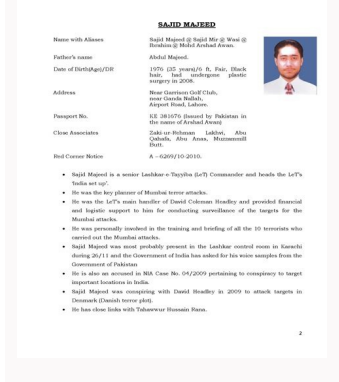 SAJID MAJEED
Name with Aliases
Sajid Majeed @ Sajid Mir @ Wasi @
Ibrahim @ Mohd Arshad Awan.
Father's name
Abdul Majeed.
Date of Birth(Age)/DR
1976 (35 years)/6 ft, Fair, Black
hair, had undergone plastic
surgery in 2008.
Address
Near Garrison Golf Club,
near Ganda Nallah,
Airport Road, Lahore.
Passport No.
KE 381676 (Issued by Pakistan in
the name of Arshad Awan)
Close Associates
Zaki-ur-Rehman Lakhvi, Abu
Qahafa, Abu Anas, Muzzammill
Butt.
Red Corner Notice
A – 6269/10-2010.
• Sajid Majeed is a senior Lashkar-e-Tayyiba (LeT) Commander and heads the LeT's
'India set up'.
• He was the key planner of Mumbai terror attacks.
• He was the LeT's main handler of David Coleman Headley and provided financial
and logistic support to him for conducting surveillance of the targets for the
Mumbai attacks.
• He was personally involved in the training and briefing of all the 10 terrorists who
carried out the Mumbai attacks.
• Sajid Majeed was most probably present in the Lashkar control room in Karachi
during 26/11 and the Government of India has asked for his voice samples from the
Government of Pakistan
• He is also an accused in NIA Case No. 04/2009 pertaining to conspiracy to target
important locations in India.
• Sajid Majeed was conspiring with David Headley in 2009 to attack targets in
Denmark (Danish terror plot).
• He has close links with Tahawwur Hussain Rana.
2